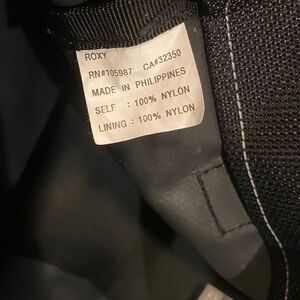 ROXY
RN#105987 CA#32350
MADE IN PHILIPPINES
SELF : 100% NYLON
LINING : 100% NYLON